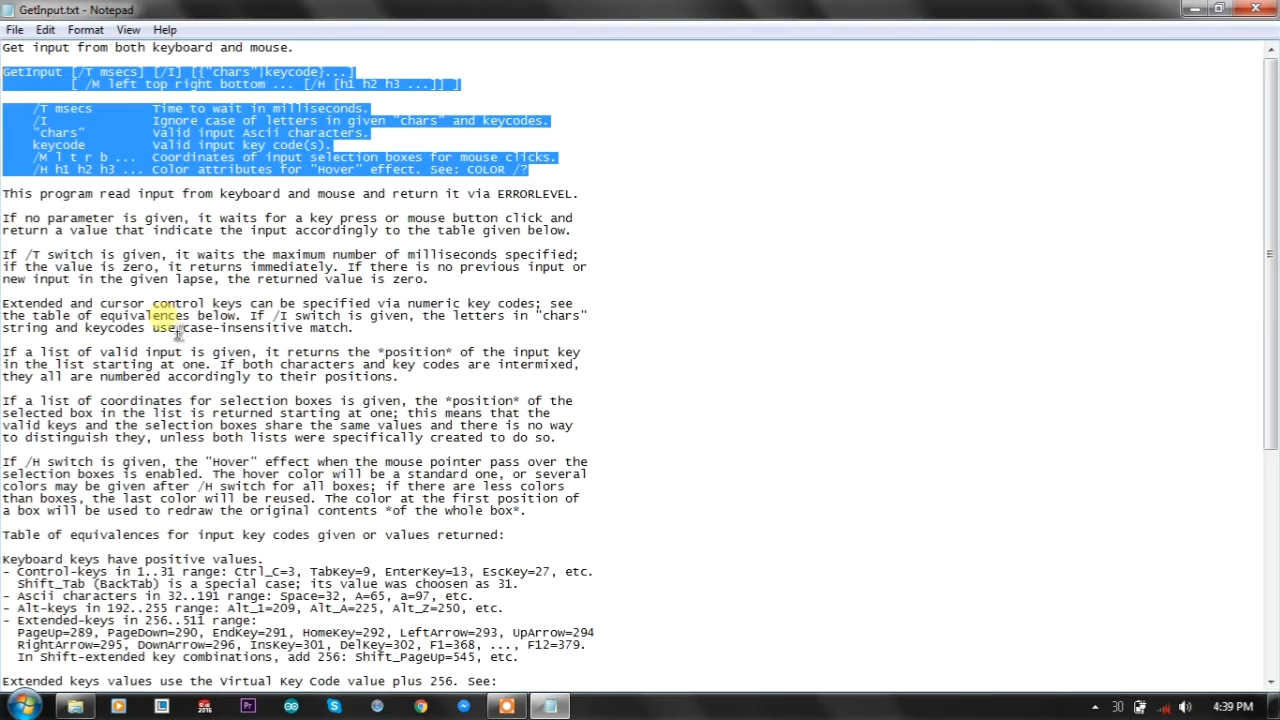 GetInput.txt - Notepad
File Edit Format View Help
Get input from both keyboard and mouse.
GetInput [/T msecs] [/I] [{"chars"|keycode}...]
[ /M left top right bottom ... [/H [h1 h2 h3 ...]] ]
/T msecs Time to wait in milliseconds.
/I Ignore case of letters in given "chars" and keycodes.
"chars" Valid input Ascii characters.
keycode Valid input key code(s).
/M l t r b ... Coordinates of input selection boxes for mouse clicks.
/H h1 h2 h3 ... Color attributes for "Hover" effect. See: COLOR /?
This program read input from keyboard and mouse and return it via ERRORLEVEL.
If no parameter is given, it waits for a key press or mouse button click and
return a value that indicate the input accordingly to the table given below.
If /T switch is given, it waits the maximum number of milliseconds specified;
if the value is zero, it returns immediately. If there is no previous input or
new input in the given lapse, the returned value is zero.
Extended and cursor control keys can be specified via numeric key codes; see
the table of equivalences below. If /I switch is given, the letters in "chars"
string and keycodes use case-insensitive match.
If a list of valid input is given, it returns the *position* of the input key
in the list starting at one. If both characters and key codes are intermixed,
they all are numbered accordingly to their positions.
If a list of coordinates for selection boxes is given, the *position* of the
selected box in the list is returned starting at one; this means that the
valid keys and the selection boxes share the same values and there is no way
to distinguish they, unless both lists were specifically created to do so.
If /H switch is given, the "Hover" effect when the mouse pointer pass over the
selection boxes is enabled. The hover color will be a standard one, or several
colors may be given after /H switch for all boxes; if there are less colors
than boxes, the last color will be reused. The color at the first position of
a box will be used to redraw the original contents *of the whole box*.
Table of equivalences for input key codes given or values returned:
Keyboard keys have positive values.
- Control-keys in 1..31 range: Ctrl_C=3, TabKey=9, EnterKey=13, EscKey=27, etc.
Shift_Tab (BackTab) is a special case; its value was choosen as 31.
- Ascii characters in 32..191 range: Space=32, A=65, a=97, etc.
- Alt-keys in 192..255 range: Alt_1=209, Alt_A=225, Alt_Z=250, etc.
- Extended-keys in 256..511 range:
PageUp=289, PageDown=290, EndKey=291, HomeKey=292, LeftArrow=293, UpArrow=294
RightArrow=295, DownArrow=296, InsKey=301, DelKey=302, F1=368, ..., F12=379.
In Shift-extended key combinations, add 256: Shift_PageUp=545, etc.
Extended keys values use the Virtual Key Code value plus 256. See:
2016
Pr
30
4:39 PM